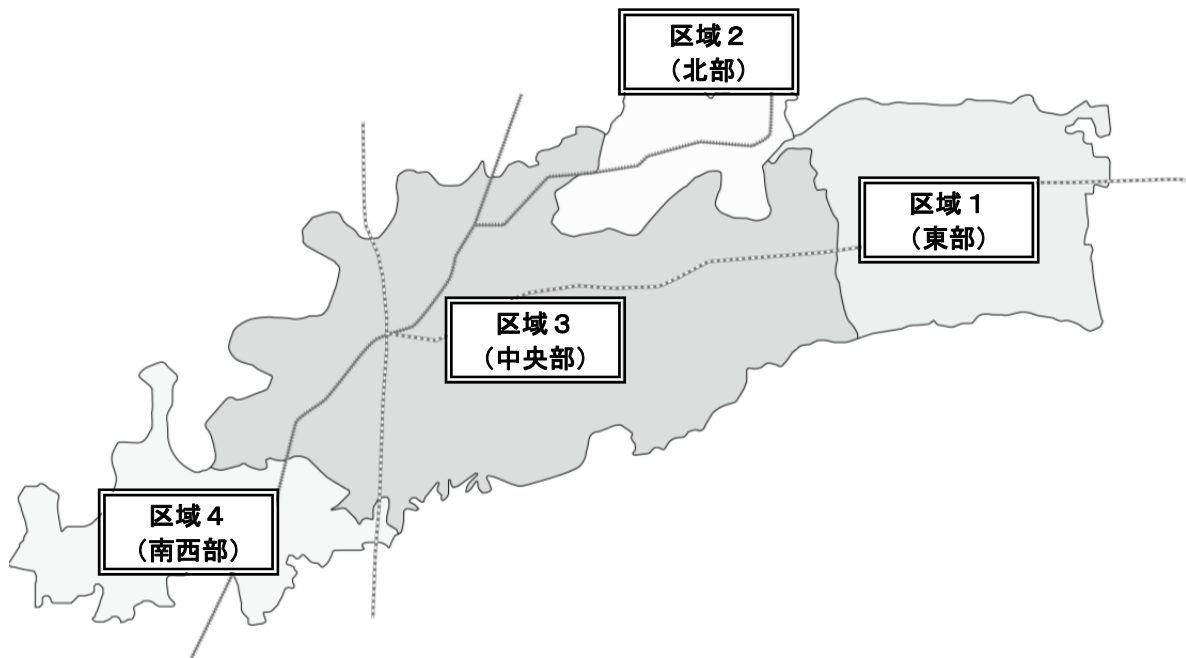 区域２
（北部）
区域１
（東部）
区域３
（中央部）
区域４
（南西部）